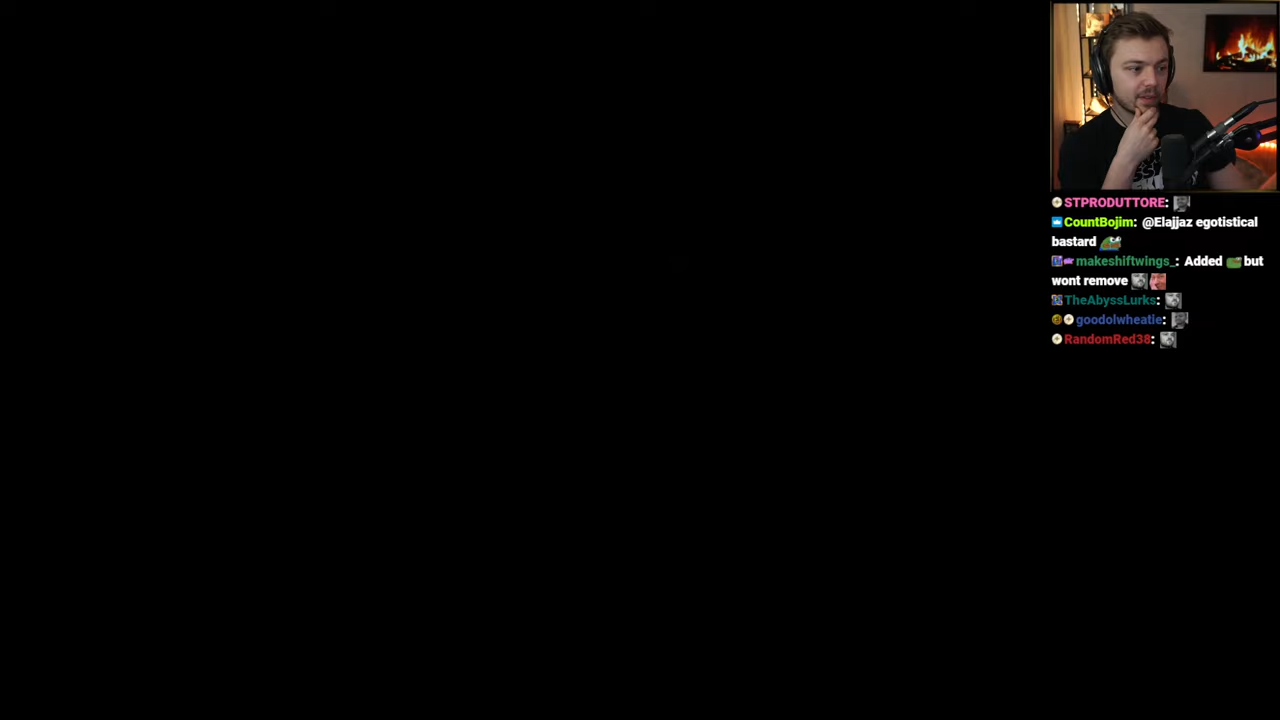 STPRODUTTORE:
CountBojim: @Elajjaz egotistical
bastard
makeshiftwings_: Added but
wont remove
TheAbyssLurks:
goodolwheatie:
RandomRed38: